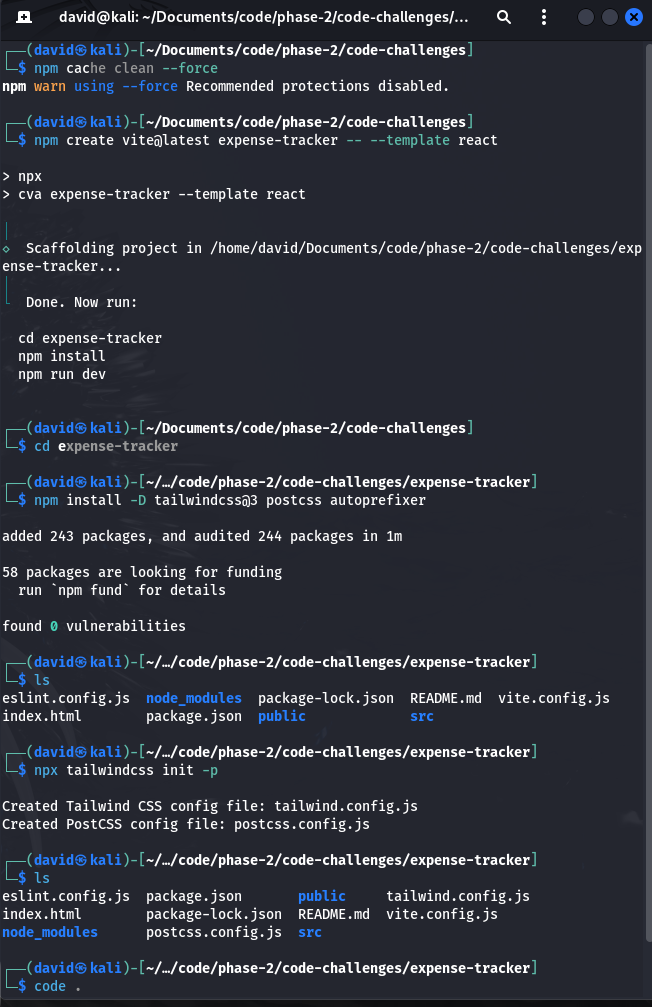 david@kali: ~/Documents/code/phase-2/code-challenges/...
┌──(david㉿kali)-[~/Documents/code/phase-2/code-challenges]
└─$ npm cache clean --force
npm warn using --force Recommended protections disabled.
┌──(david㉿kali)-[~/Documents/code/phase-2/code-challenges]
└─$ npm create vite@latest expense-tracker -- --template react
> npx
> cva expense-tracker --template react
│
◇  Scaffolding project in /home/david/Documents/code/phase-2/code-challenges/exp
ense-tracker...
│
└  Done. Now run:
cd expense-tracker
npm install
npm run dev
┌──(david㉿kali)-[~/Documents/code/phase-2/code-challenges]
└─$ cd expense-tracker
┌──(david㉿kali)-[~/…/code/phase-2/code-challenges/expense-tracker]
└─$ npm install -D tailwindcss@3 postcss autoprefixer
added 243 packages, and audited 244 packages in 1m
58 packages are looking for funding
run `npm fund` for details
found 0 vulnerabilities
┌──(david㉿kali)-[~/…/code/phase-2/code-challenges/expense-tracker]
└─$ ls
eslint.config.js  node_modules  package-lock.json  README.md  vite.config.js
index.html        package.json  public             src
┌──(david㉿kali)-[~/…/code/phase-2/code-challenges/expense-tracker]
└─$ npx tailwindcss init -p
Created Tailwind CSS config file: tailwind.config.js
Created PostCSS config file: postcss.config.js
┌──(david㉿kali)-[~/…/code/phase-2/code-challenges/expense-tracker]
└─$ ls
eslint.config.js  package.json       public     tailwind.config.js
index.html        package-lock.json  README.md  vite.config.js
node_modules      postcss.config.js  src
┌──(david㉿kali)-[~/…/code/phase-2/code-challenges/expense-tracker]
└─$ code .